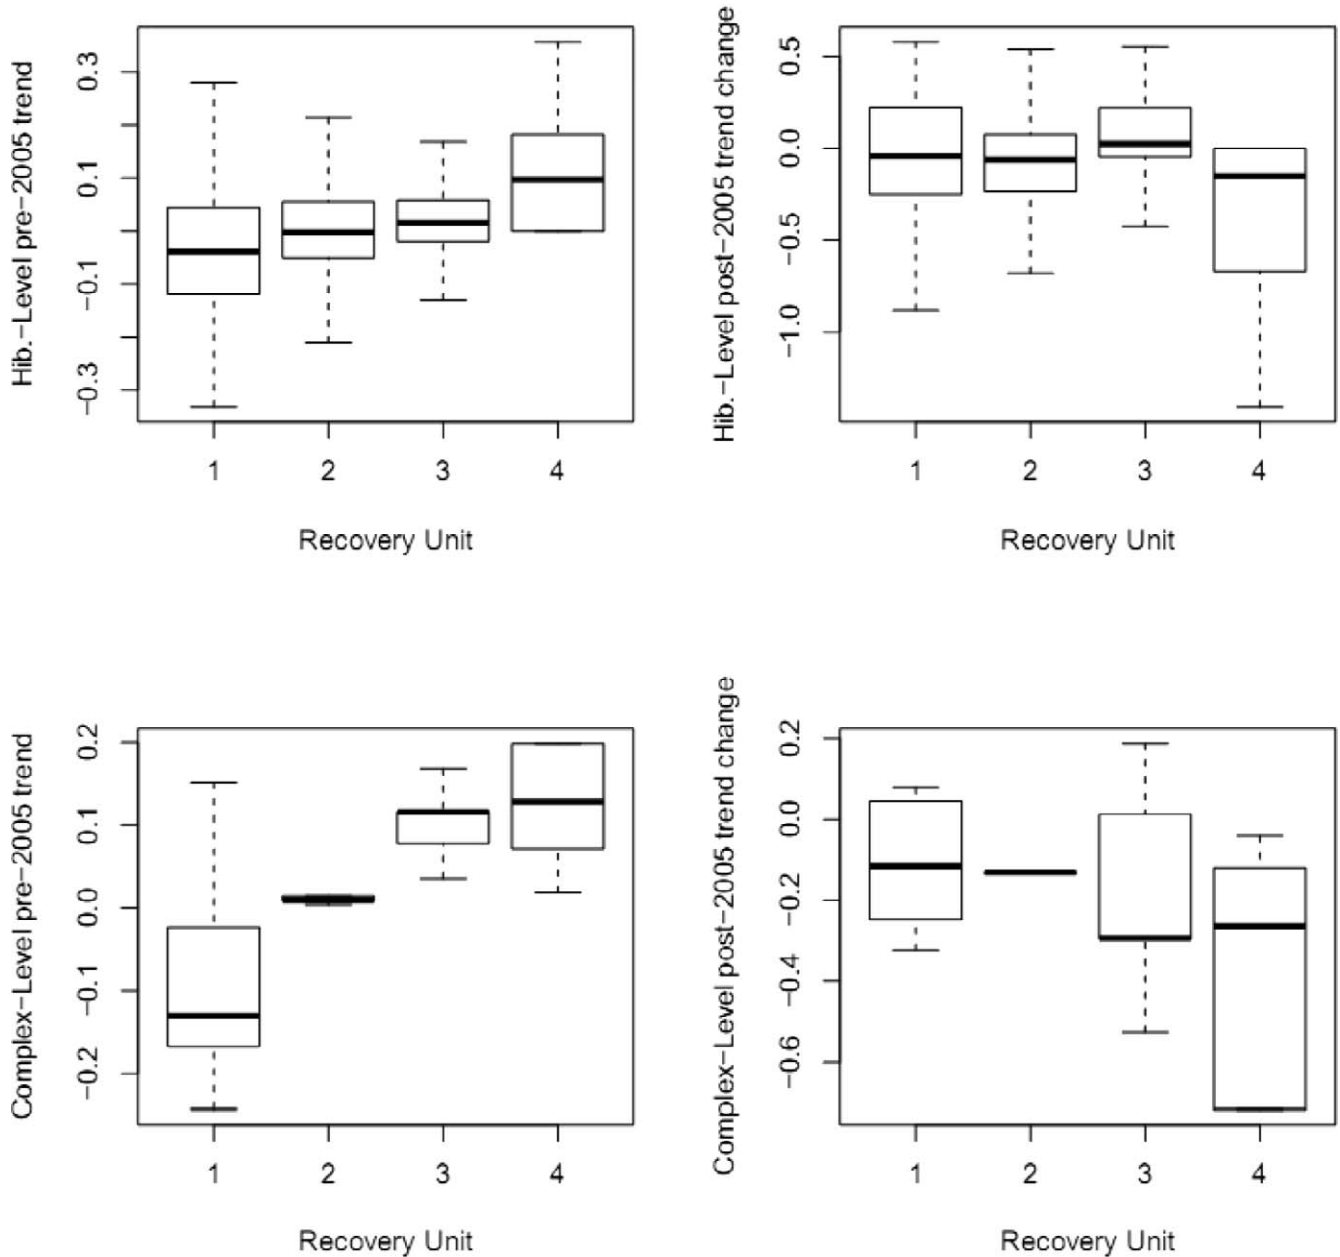 Hib.−Level pre−2005 trend
0.3
0.1
−0.1
−0.3
1 2 3 4
Recovery Unit
Hib.−Level post−2005 trend change
0.5
0.0
−0.5
−1.0
1 2 3 4
Recovery Unit
Complex−Level pre−2005 trend
0.2
0.1
0.0
−0.1
−0.2
1 2 3 4
Recovery Unit
Complex−Level post−2005 trend change
0.2
0.0
−0.2
−0.4
−0.6
1 2 3 4
Recovery Unit